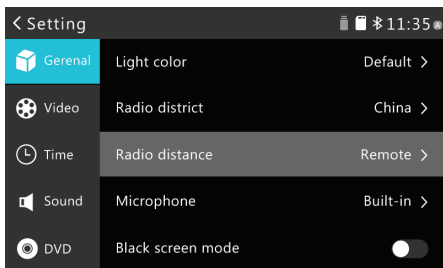 Setting 11:35
Gerenal Light color Default
Video Radio district China
Time Radio distance Remote
Sound Microphone Built-in
DVD Black screen mode